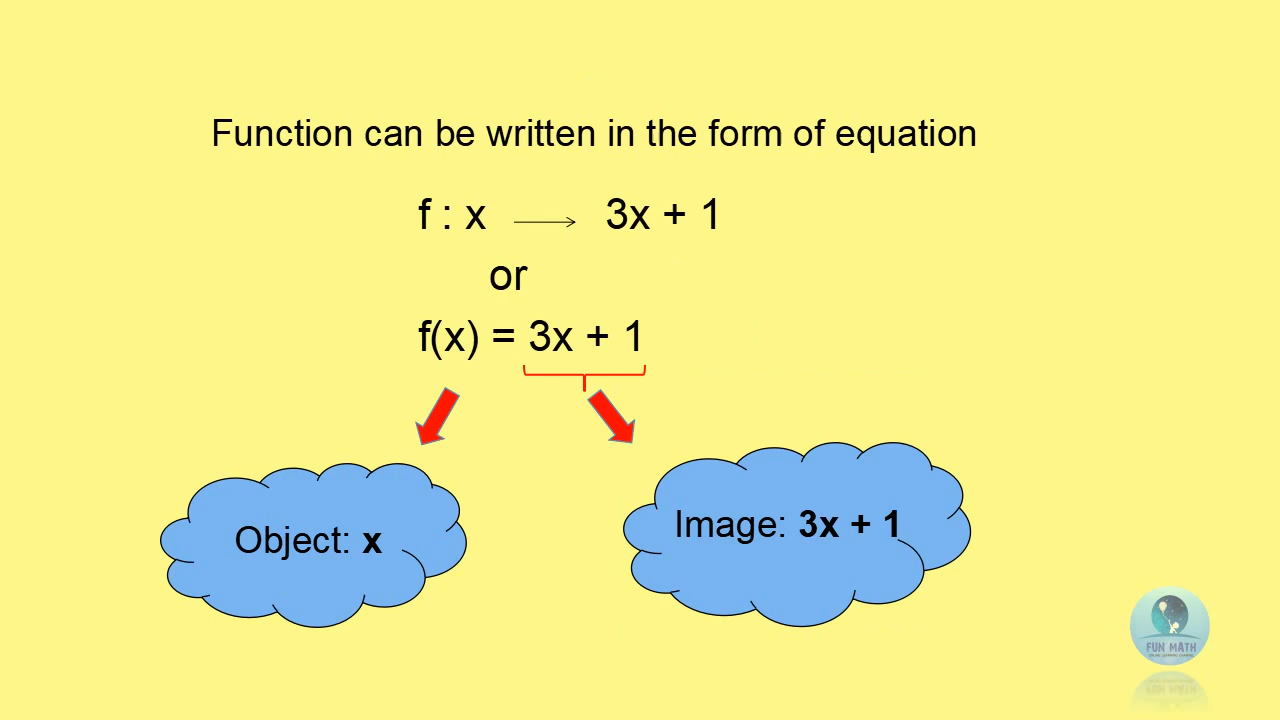 Function can be written in the form of equation
f : x → 3x + 1
or
f(x) = 3x + 1
Object: x
Image: 3x + 1
FUN MATH